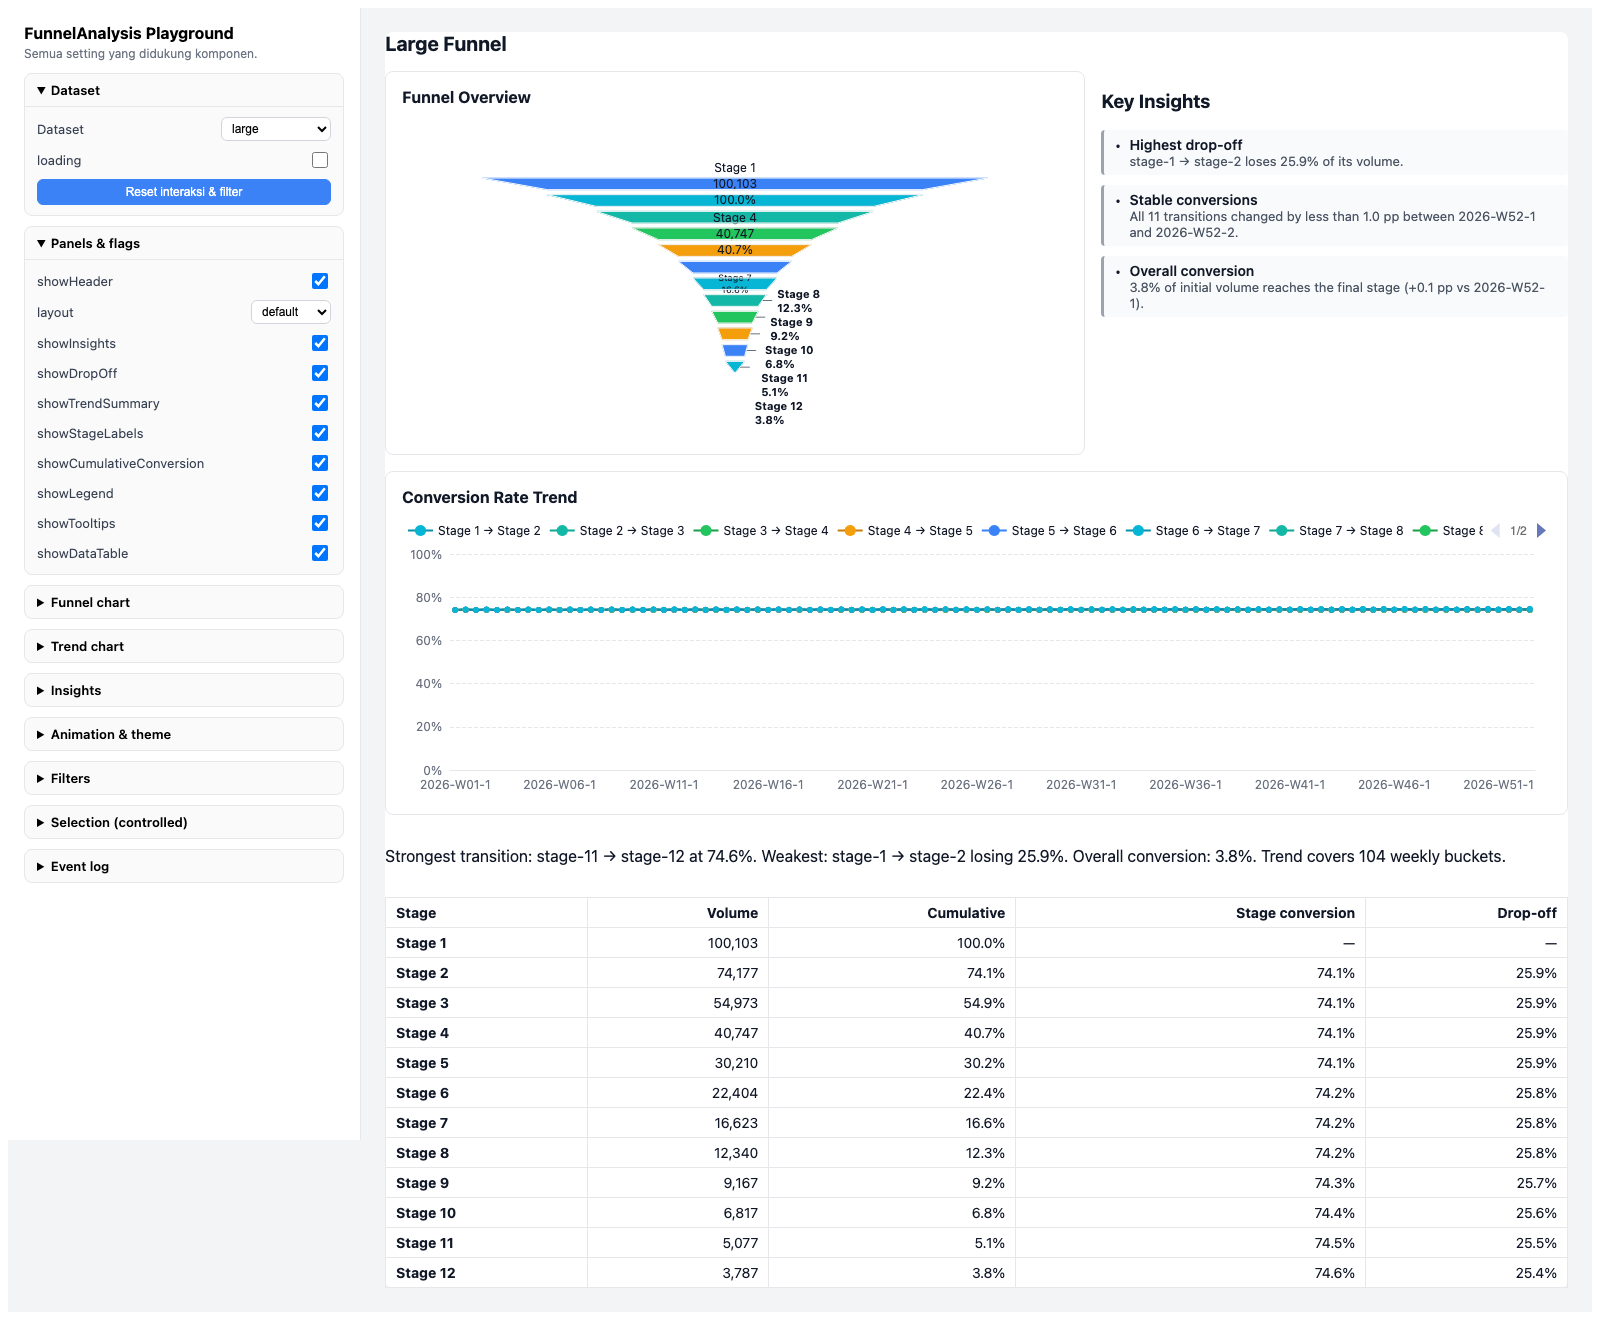 FunnelAnalysis Playground
Semua setting yang didukung komponen.
▼ Dataset
Dataset large
loading
Reset interaksi & filter
▼ Panels & flags
showHeader
layout default
showInsights
showDropOff
showTrendSummary
showStageLabels
showCumulativeConversion
showLegend
showTooltips
showDataTable
▶ Funnel chart
▶ Trend chart
▶ Insights
▶ Animation & theme
▶ Filters
▶ Selection (controlled)
▶ Event log
Large Funnel
Funnel Overview
Stage 1
100,103
100.0%
Stage 4
40,747
40.7%
Stage 7
16.6%
Stage 8
12.3%
Stage 9
9.2%
Stage 10
6.8%
Stage 11
5.1%
Stage 12
3.8%
Key Insights
• Highest drop-off
stage-1 → stage-2 loses 25.9% of its volume.
• Stable conversions
All 11 transitions changed by less than 1.0 pp between 2026-W52-1
and 2026-W52-2.
• Overall conversion
3.8% of initial volume reaches the final stage (+0.1 pp vs 2026-W52-
1).
Conversion Rate Trend
Stage 1 → Stage 2 Stage 2 → Stage 3 Stage 3 → Stage 4 Stage 4 → Stage 5 Stage 5 → Stage 6 Stage 6 → Stage 7 Stage 7 → Stage 8 Stage 8 1/2
100%
80%
60%
40%
20%
0%
2026-W01-1 2026-W06-1 2026-W11-1 2026-W16-1 2026-W21-1 2026-W26-1 2026-W31-1 2026-W36-1 2026-W41-1 2026-W46-1 2026-W51-1
Strongest transition: stage-11 → stage-12 at 74.6%. Weakest: stage-1 → stage-2 losing 25.9%. Overall conversion: 3.8%. Trend covers 104 weekly buckets.
Stage Volume Cumulative Stage conversion Drop-off
Stage 1 100,103 100.0% — —
Stage 2 74,177 74.1% 74.1% 25.9%
Stage 3 54,973 54.9% 74.1% 25.9%
Stage 4 40,747 40.7% 74.1% 25.9%
Stage 5 30,210 30.2% 74.1% 25.9%
Stage 6 22,404 22.4% 74.2% 25.8%
Stage 7 16,623 16.6% 74.2% 25.8%
Stage 8 12,340 12.3% 74.2% 25.8%
Stage 9 9,167 9.2% 74.3% 25.7%
Stage 10 6,817 6.8% 74.4% 25.6%
Stage 11 5,077 5.1% 74.5% 25.5%
Stage 12 3,787 3.8% 74.6% 25.4%